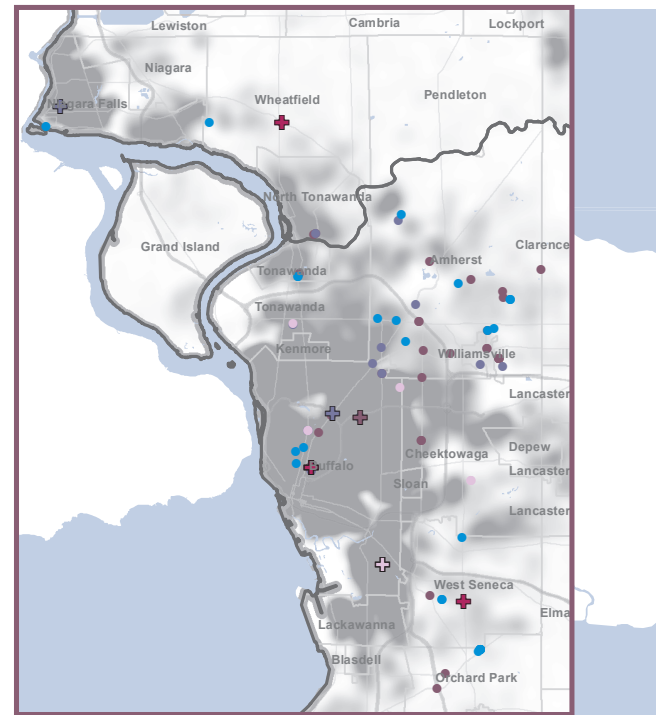 Lewiston
Cambria
Lockport
Niagara
Niagara Falls
Wheatfield
Pendleton
North Tonawanda
Grand Island
Clarence
Amherst
Tonawanda
Tonawanda
Kenmore
Williamsville
Lancaster
Depew
Cheektowaga
Buffalo
Lancaster
Sloan
Lancaster
West Seneca
Elma
Lackawanna
Blasdell
Orchard Park